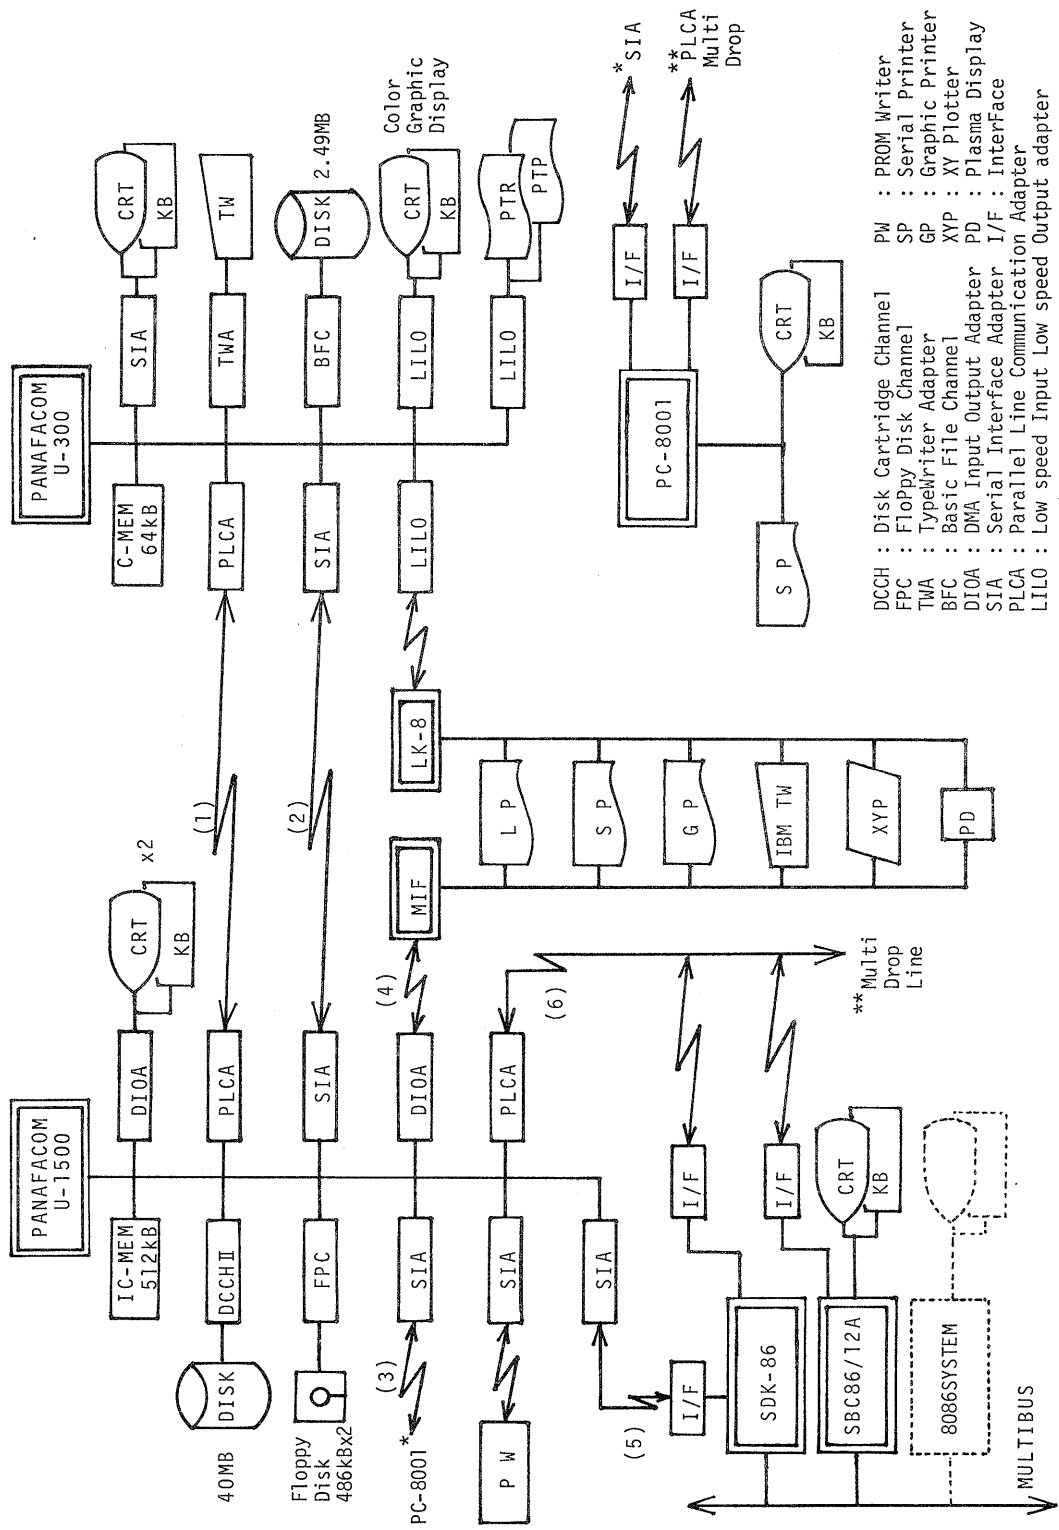 PANAFACOM
U-1500
IC-MEM
512kB
DIOA
CRT
KB
x2
40MB
DISK
DCCHⅡ
PLCA
(1)
PLCA
Floppy
Disk
486kBx2
FPC
SIA
(2)
SIA
PC-8001*
(3)
SIA
DIOA
(4)
MIF
LK-8
LILO
P W
SIA
PLCA
(6)
L P
S P
G P
IBM TW
XYP
PD
SIA
(5)
I/F
I/F
I/F
**Multi
Drop
Line
SDK-86
SBC86/12A
CRT
KB
8086SYSTEM
MULTIBUS
PANAFACOM
U-300
C-MEM
64kB
SIA
CRT
KB
TWA
TW
BFC
DISK
2.49MB
LILO
CRT
KB
Color
Graphic
Display
LILO
PTR
PTP
PC-8001
I/F
*SIA
I/F
**PLCA
Multi
Drop
S P
CRT
KB
DCCH : Disk Cartridge CHannel
FPC : FloPpy Disk Channel
TWA : TypeWriter Adapter
BFC : Basic File Channel
DIOA : DMA Input Output Adapter
SIA : Serial Interface Adapter
PLCA : Parallel Line Communication Adapter
LILO : Low speed Input Low speed Output adapter
PW : PROM Writer
SP : Serial Printer
GP : Graphic Printer
XYP : XY Plotter
PD : Plasma Display
I/F : InterFace